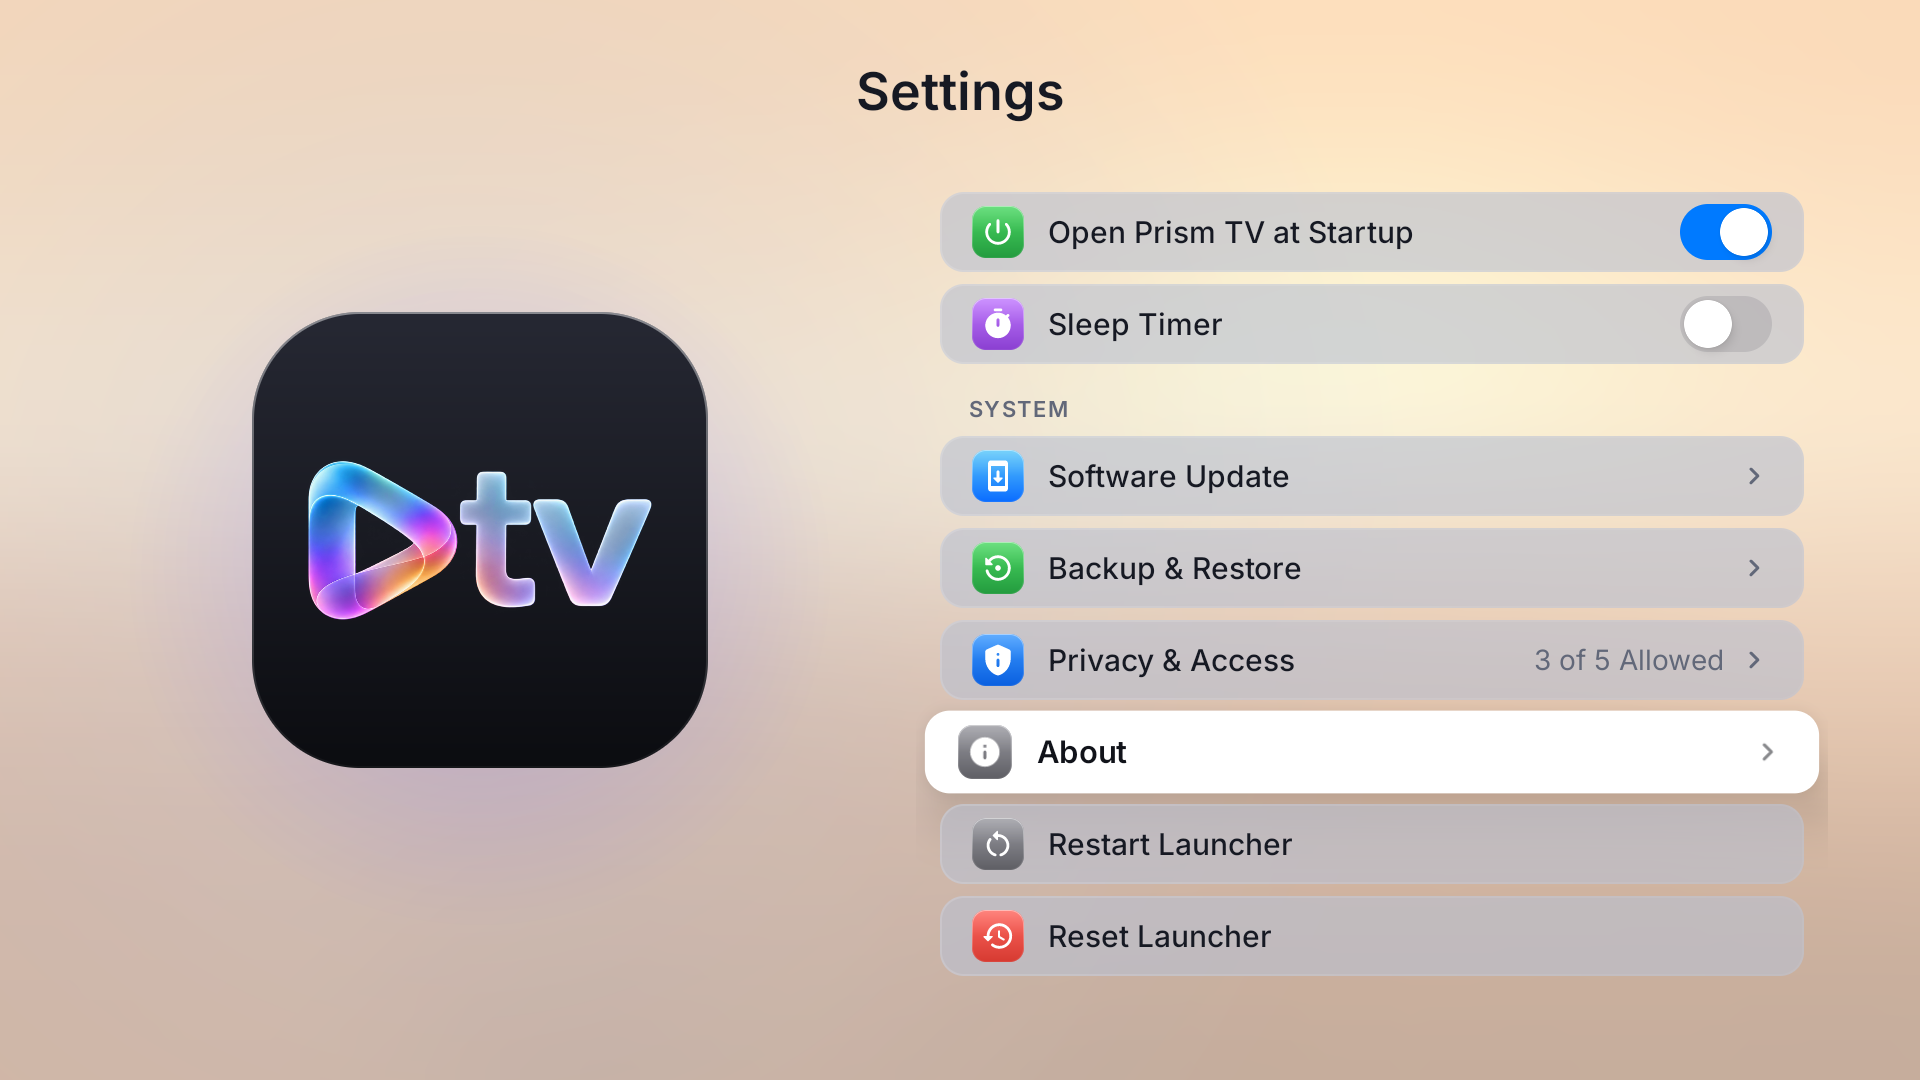 Settings
Open Prism TV at Startup
Sleep Timer
SYSTEM
Software Update
Backup & Restore
Privacy & Access 3 of 5 Allowed
About
Restart Launcher
Reset Launcher
tv